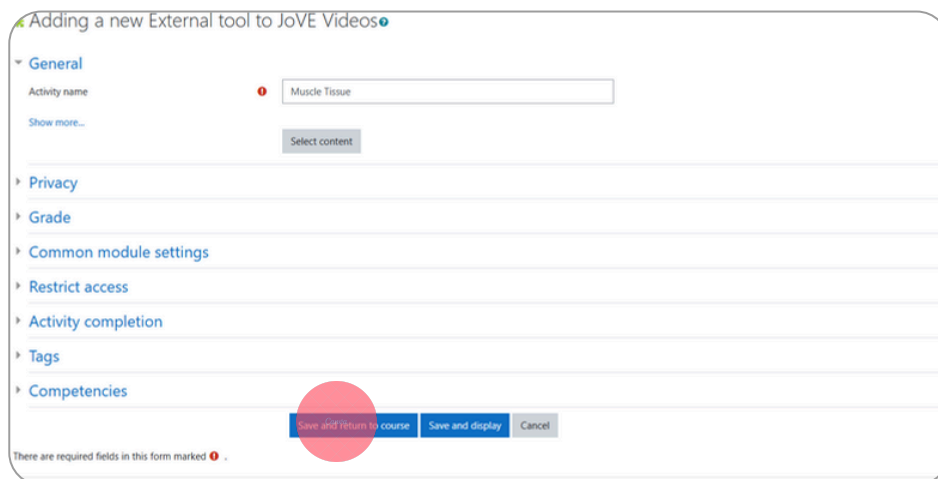 Adding a new External tool to JoVE Videos
General
Activity name
Muscle Tissue
Show more...
Select content
Privacy
Grade
Common module settings
Restrict access
Activity completion
Tags
Competencies
Save and return to course Save and display Cancel
There are required fields in this form marked .